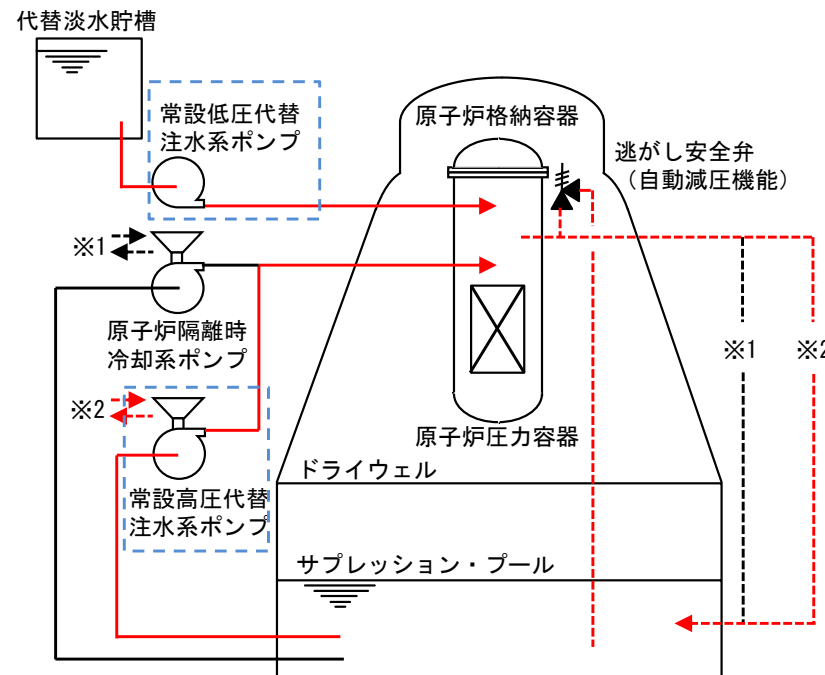 代替淡水貯槽
常設低圧代替
注水系ポンプ
原子炉格納容器
逃がし安全弁
（自動減圧機能）
※1
原子炉隔離時
冷却系ポンプ
※1
※2
※2
常設高圧代替
注水系ポンプ
原子炉圧力容器
ドライウェル
サプレッション・プール